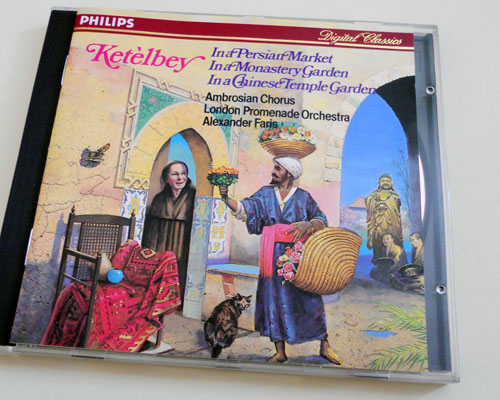 PHILIPS
Digital Classics
Ketèlbey
In a Persian Market
In a Monastery Garden
In a Chinese Temple Garden
Ambrosian Chorus
London Promenade Orchestra
Alexander Faris